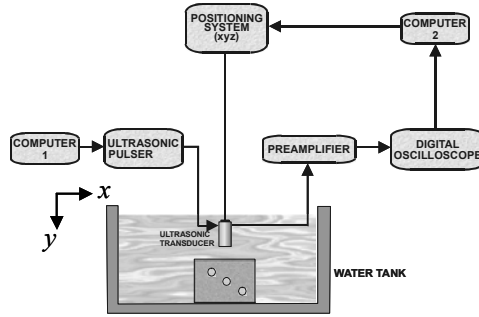 POSITIONING
SYSTEM
(xyz)
COMPUTER
2
COMPUTER
1
ULTRASONIC
PULSER
PREAMPLIFIER
DIGITAL
OSCILLOSCOPE
x
y
ULTRASONIC
TRANSDUCER
WATER TANK